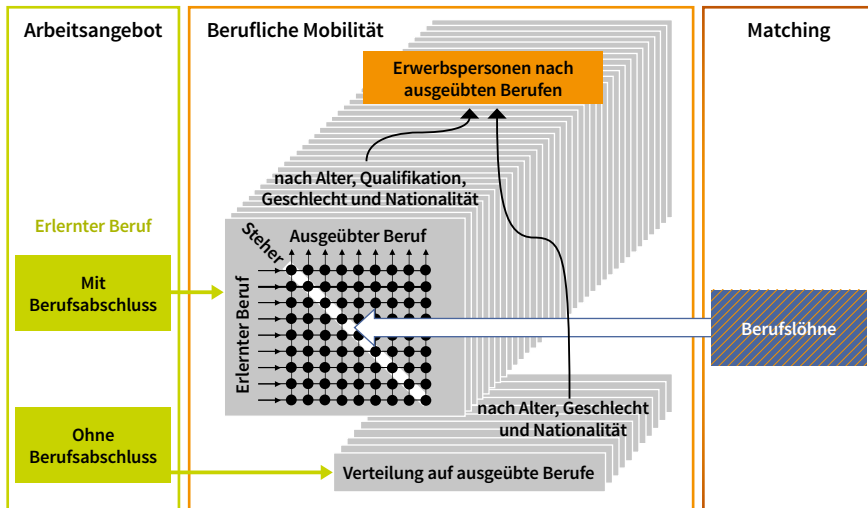 Arbeitsangebot
Erlernter Beruf
Mit
Berufsabschluss
Ohne
Berufsabschluss
Berufliche Mobilität
Erwerbspersonen nach
ausgeübten Berufen
nach Alter, Qualifikation,
Geschlecht und Nationalität
Steher
Ausgeübter Beruf
Erlernter Beruf
nach Alter, Geschlecht
und Nationalität
Verteilung auf ausgeübte Berufe
Matching
Berufslöhne